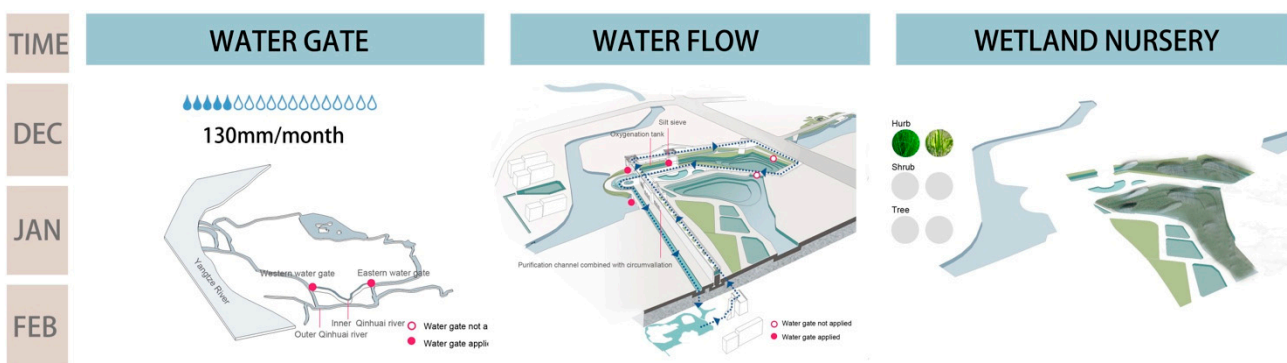 TIME
WATER GATE
WATER FLOW
WETLAND NURSERY
DEC
JAN
FEB
130mm/month
Yangtze River
Western water gate
Eastern water gate
Inner Qinhuai river
Outer Qinhuai river
Water gate not a
Water gate appli
Silt sieve
Oxygenation tank
Purification channel combined with circumvallation
Water gate not applied
Water gate applied
Hurb
Shrub
Tree